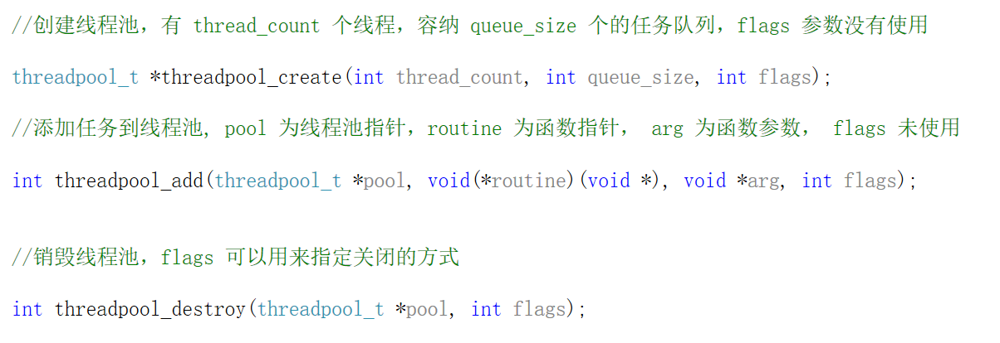 //创建线程池，有 thread_count 个线程，容纳 queue_size 个的任务队列，flags 参数没有使用
threadpool_t *threadpool_create(int thread_count, int queue_size, int flags);
//添加任务到线程池, pool 为线程池指针，routine 为函数指针， arg 为函数参数， flags 未使用
int threadpool_add(threadpool_t *pool, void(*routine)(void *), void *arg, int flags);
//销毁线程池，flags 可以用来指定关闭的方式
int threadpool_destroy(threadpool_t *pool, int flags);